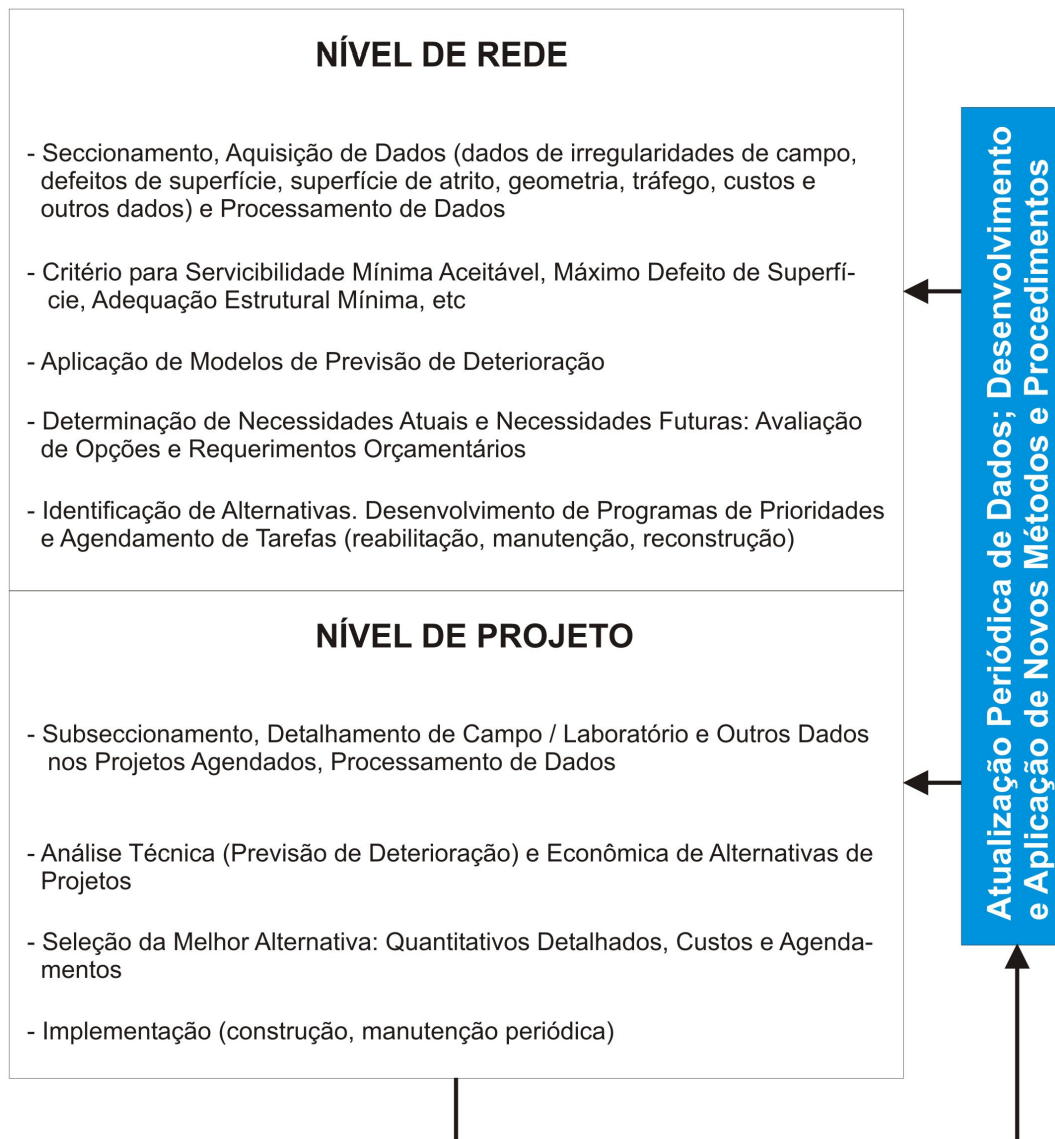 NÍVEL DE REDE
- Seccionamento, Aquisição de Dados (dados de irregularidades de campo,
defeitos de superfície, superfície de atrito, geometria, tráfego, custos e
outros dados) e Processamento de Dados
- Critério para Servicibilidade Mínima Aceitável, Máximo Defeito de Superfí-
cie, Adequação Estrutural Mínima, etc
- Aplicação de Modelos de Previsão de Deterioração
- Determinação de Necessidades Atuais e Necessidades Futuras: Avaliação
de Opções e Requerimentos Orçamentários
- Identificação de Alternativas. Desenvolvimento de Programas de Prioridades
e Agendamento de Tarefas (reabilitação, manutenção, reconstrução)
NÍVEL DE PROJETO
- Subseccionamento, Detalhamento de Campo / Laboratório e Outros Dados
nos Projetos Agendados, Processamento de Dados
- Análise Técnica (Previsão de Deterioração) e Econômica de Alternativas de
Projetos
- Seleção da Melhor Alternativa: Quantitativos Detalhados, Custos e Agenda-
mentos
- Implementação (construção, manutenção periódica)
Atualização Periódica de Dados; Desenvolvimento
e Aplicação de Novos Métodos e Procedimentos